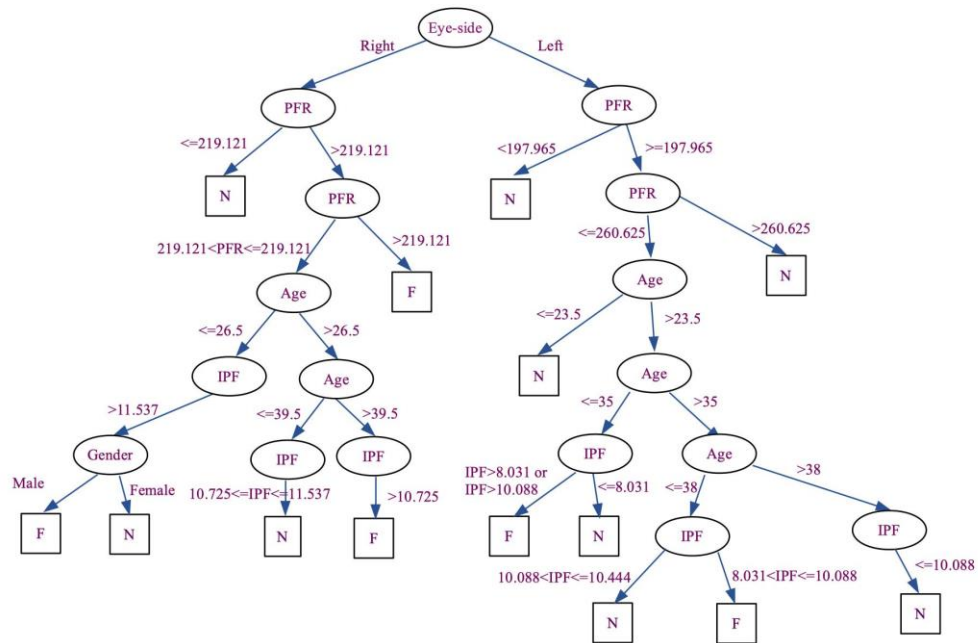 Eye-side
Right
Left
PFR
PFR
<=219.121
>219.121
<197.965
>=197.965
N
PFR
N
PFR
219.121<PFR<=219.121
>219.121
<=260.625
>260.625
Age
F
Age
N
<=26.5
>26.5
<=23.5
>23.5
IPF
Age
N
Age
>11.537
<=39.5
>39.5
<=35
>35
Gender
IPF
IPF
IPF
Age
Male
Female
10.725<=IPF<=11.537
>10.725
IPF>8.031 or
IPF>10.088
<=8.031
<=38
>38
F
N
N
F
F
N
IPF
IPF
10.088<IPF<=10.444
8.031<IPF<=10.088
<=10.088
N
F
N